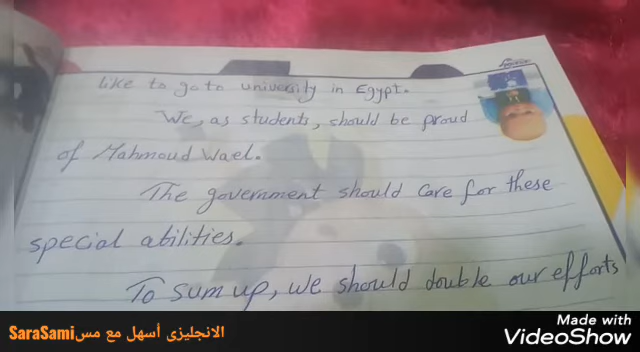 like to go to university in Egypt.
We, as students, should be proud
of Mahmoud Wael.
The government should care for these
special abilities.
To sum up, we should double our efforts
الانجليزى أسهل مع مس SaraSami
Made with
VideoShow